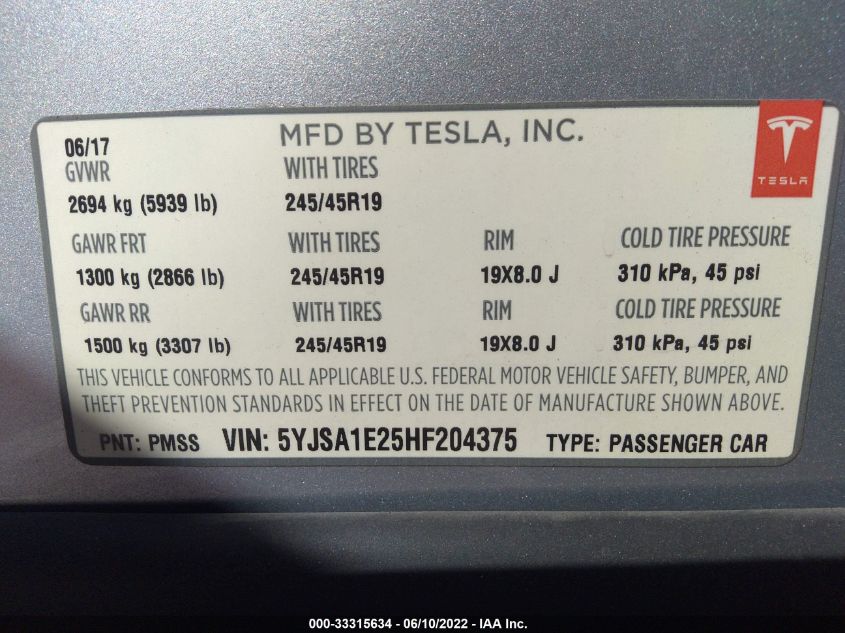 MFD BY TESLA, INC.
06/17
GVWR WITH TIRES
TESLA
2694 kg (5939 lb) 245/45R19
GAWR FRT WITH TIRES RIM COLD TIRE PRESSURE
1300 kg (2866 lb) 245/45R19 19X8.0 J 310 kPa, 45 psi
GAWR RR WITH TIRES RIM COLD TIRE PRESSURE
1500 kg (3307 lb) 245/45R19 19X8.0 J 310 kPa, 45 psi
THIS VEHICLE CONFORMS TO ALL APPLICABLE U.S. FEDERAL MOTOR VEHICLE SAFETY, BUMPER, AND
THEFT PREVENTION STANDARDS IN EFFECT ON THE DATE OF MANUFACTURE SHOWN ABOVE.
PNT: PMSS VIN: 5YJSA1E25HF204375 TYPE: PASSENGER CAR
000-33315634 - 06/10/2022 - IAA Inc.